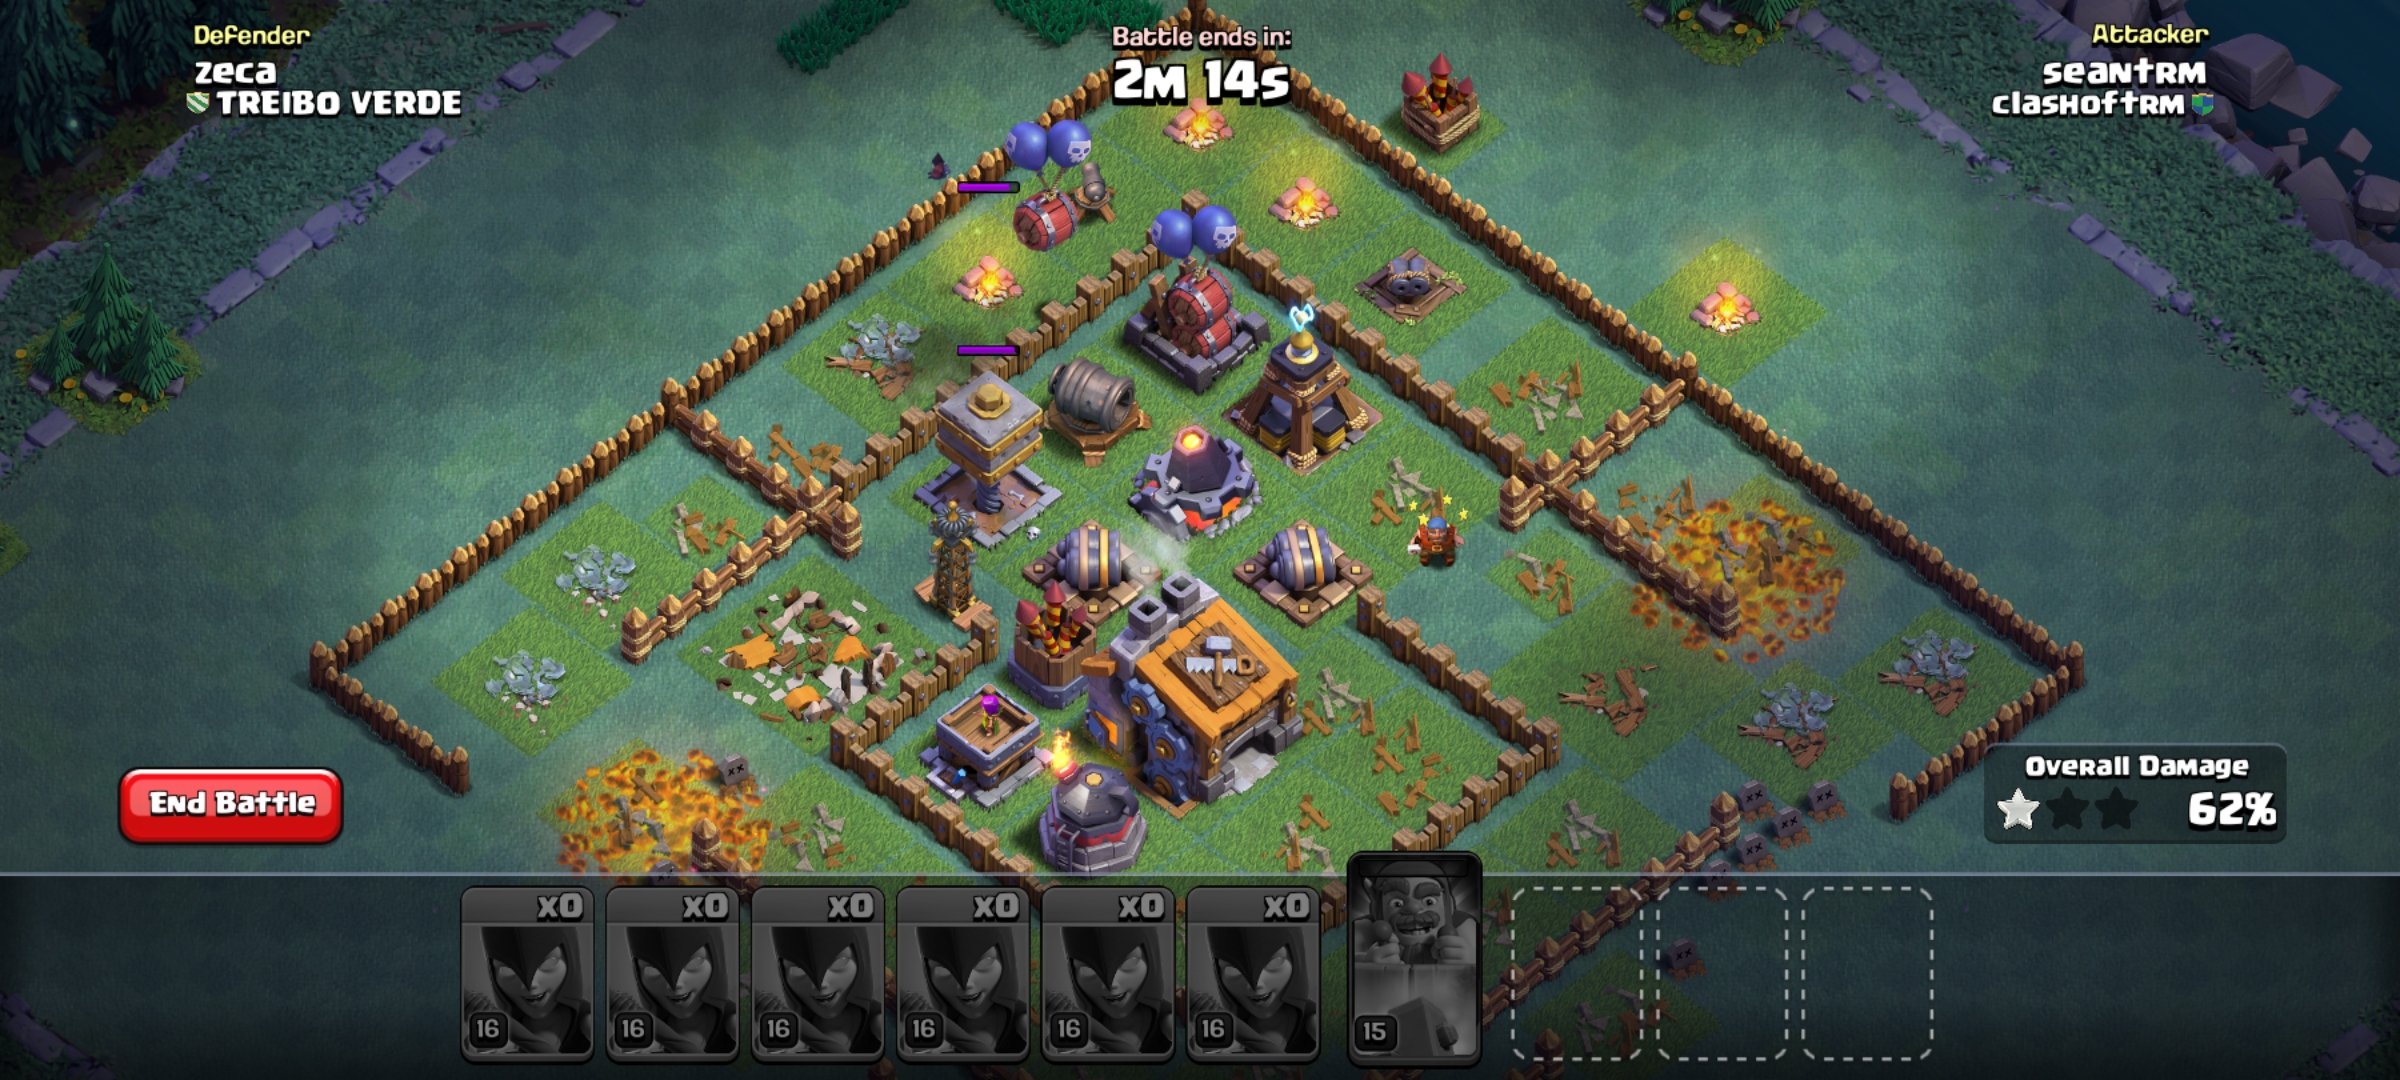 Defender
zeca
TREIBO VERDE
Battle ends in:
2M 14s
Attacker
seantRM
clashoftRM
End Battle
Overall Damage
62%
x0
x0
x0
x0
x0
x0
16
16
16
16
16
16
15